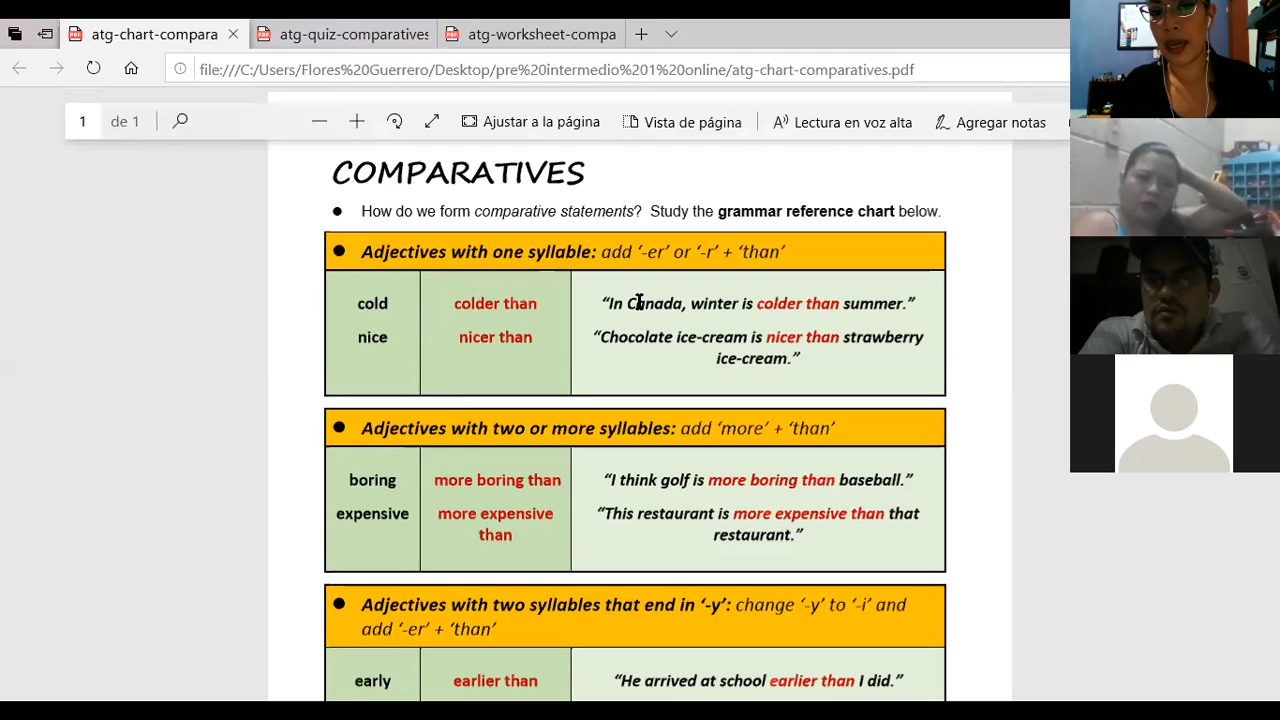 atg-chart-compara
atg-quiz-comparatives
atg-worksheet-compa
file:///C:/Users/Flores%20Guerrero/Desktop/pre%20intermedio%201%20online/atg-chart-comparatives.pdf
1 de 1 Ajustar a la página Vista de página Lectura en voz alta Agregar notas
COMPARATIVES
How do we form comparative statements? Study the grammar reference chart below.
Adjectives with one syllable: add ‘-er’ or ‘-r’ + ‘than’
cold colder than “In Canada, winter is colder than summer.”
nice nicer than “Chocolate ice-cream is nicer than strawberry
ice-cream.”
Adjectives with two or more syllables: add ‘more’ + ‘than’
boring more boring than “I think golf is more boring than baseball.”
expensive more expensive “This restaurant is more expensive than that
than restaurant.”
Adjectives with two syllables that end in ‘-y’: change ‘-y’ to ‘-i’ and
add ‘-er’ + ‘than’
early earlier than “He arrived at school earlier than I did.”